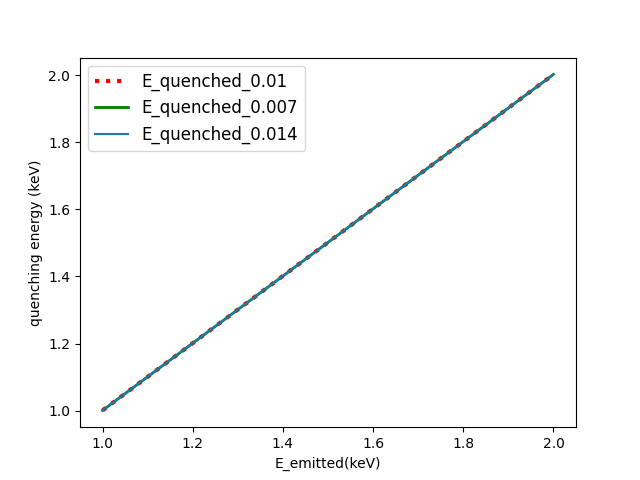 E_quenched_0.01
E_quenched_0.007
E_quenched_0.014
2.0
1.8
1.6
1.4
1.2
1.0
quenching energy (keV)
1.0 1.2 1.4 1.6 1.8 2.0
E_emitted(keV)